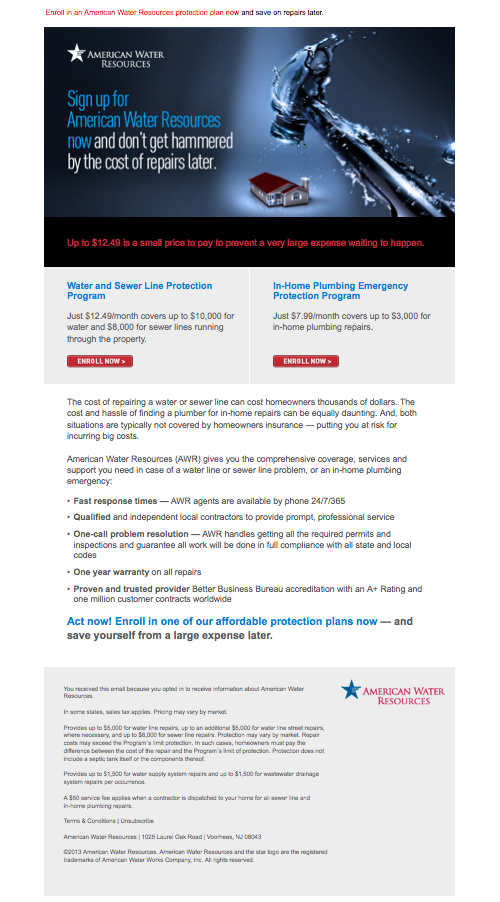 Enroll in an American Water Resources protection plan now and save on repairs later.
AMERICAN WATER
RESOURCES
Sign up for
American Water Resources
now and don't get hammered
by the cost of repairs later.
Up to $12.49 is a small price to pay to prevent a very large expense waiting to happen.
Water and Sewer Line Protection
Program
Just $12.49/month covers up to $10,000 for
water and $8,000 for sewer lines running
through the property.
ENROLL NOW >
In-Home Plumbing Emergency
Protection Program
Just $7.99/month covers up to $3,000 for
in-home plumbing repairs.
ENROLL NOW >
The cost of repairing a water or sewer line can cost homeowners thousands of dollars. The
cost and hassle of finding a plumber for in-home repairs can be equally daunting. And, both
situations are typically not covered by homeowners insurance — putting you at risk for
incurring big costs.
American Water Resources (AWR) gives you the comprehensive coverage, services and
support you need in case of a water line or sewer line problem, or an in-home plumbing
emergency:
• Fast response times — AWR agents are available by phone 24/7/365
• Qualified and independent local contractors to provide prompt, professional service
• One-call problem resolution — AWR handles getting all the required permits and
inspections and guarantee all work will be done in full compliance with all state and local
codes
• One year warranty on all repairs
• Proven and trusted provider Better Business Bureau accreditation with an A+ Rating and
one million customer contracts worldwide
Act now! Enroll in one of our affordable protection plans now — and
save yourself from a large expense later.
You received this email because you opted in to receive information about American Water
Resources.
In some states, sales tax applies. Pricing may vary by market.
Provides up to $5,000 for water line repairs, up to an additional $5,000 for water line street repairs,
where necessary, and up to $8,000 for sewer line repairs. Protection may vary by market. Repair
costs may exceed the Program's limit protection. In such cases, homeowners must pay the
difference between the cost of the repair and the Program's limit of protection. Protection does not
include a septic tank itself or the components thereof.
Provides up to $1,500 for water supply system repairs and up to $1,500 for wastewater drainage
system repairs per occurrence.
A $50 service fee applies when a contractor is dispatched to your home for all sewer line and
in-home plumbing repairs.
Terms & Conditions | Unsubscribe
American Water Resources | 1025 Laurel Oak Road | Voorhees, NJ 08043
©2013 American Water Resources. American Water Resources and the star logo are the registered
trademarks of American Water Works Company, Inc. All rights reserved.
AMERICAN WATER
RESOURCES